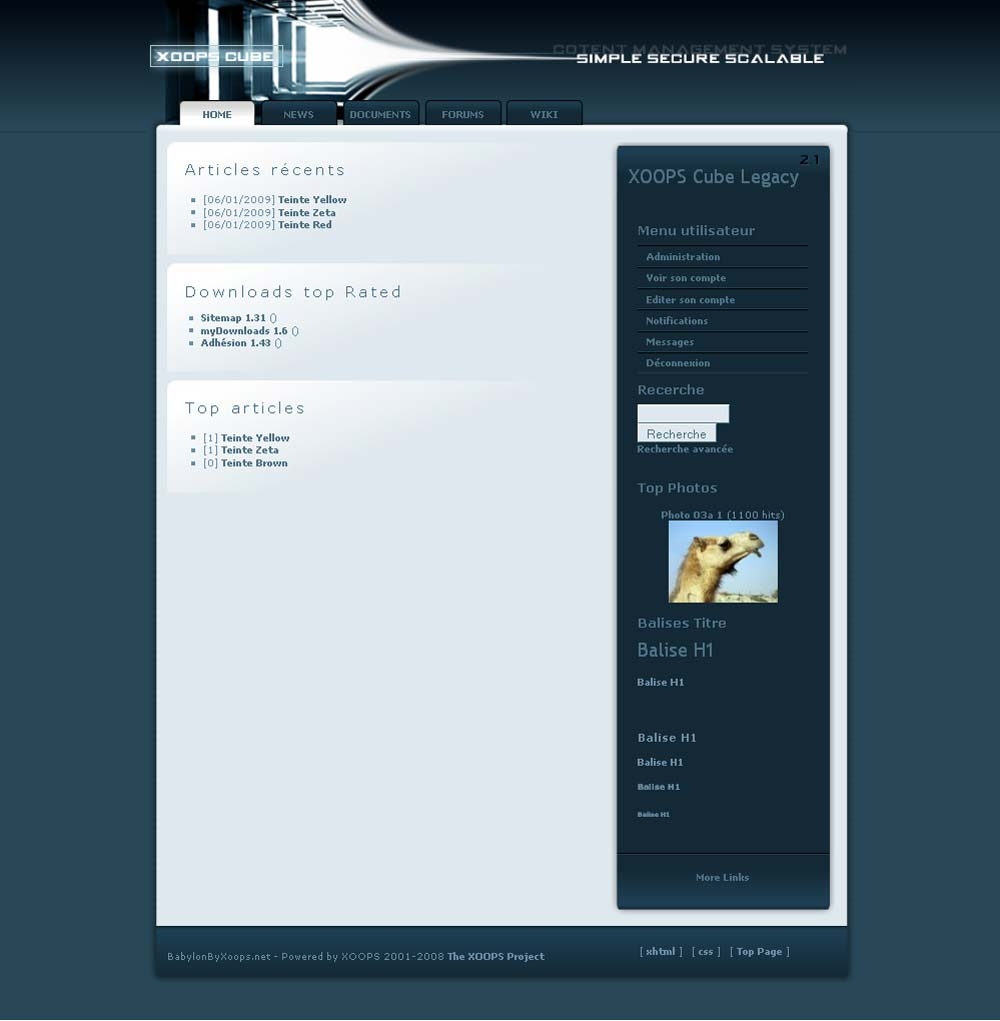 XOOPS CUBE
COTENT MANAGEMENT SYSTEM
SIMPLE SECURE SCALABLE
HOME NEWS DOCUMENTS FORUMS WIKI
Articles récents
[06/01/2009] Teinte Yellow
[06/01/2009] Teinte Zeta
[06/01/2009] Teinte Red
Downloads top Rated
Sitemap 1.31 ()
myDownloads 1.6 ()
Adhésion 1.43 ()
Top articles
[1] Teinte Yellow
[1] Teinte Zeta
[0] Teinte Brown
2.1
XOOPS Cube Legacy
Menu utilisateur
Administration
Voir son compte
Editer son compte
Notifications
Messages
Déconnexion
Recerche
Recherche
Recherche avancée
Top Photos
Photo 03a 1 (1100 hits)
Balises Titre
Balise H1
Balise H1
Balise H1
Balise H1
Balise H1
Balise H1
More Links
BabylonByXoops.net - Powered by XOOPS 2001-2008 The XOOPS Project
[ xhtml ] [ css ] [ Top Page ]